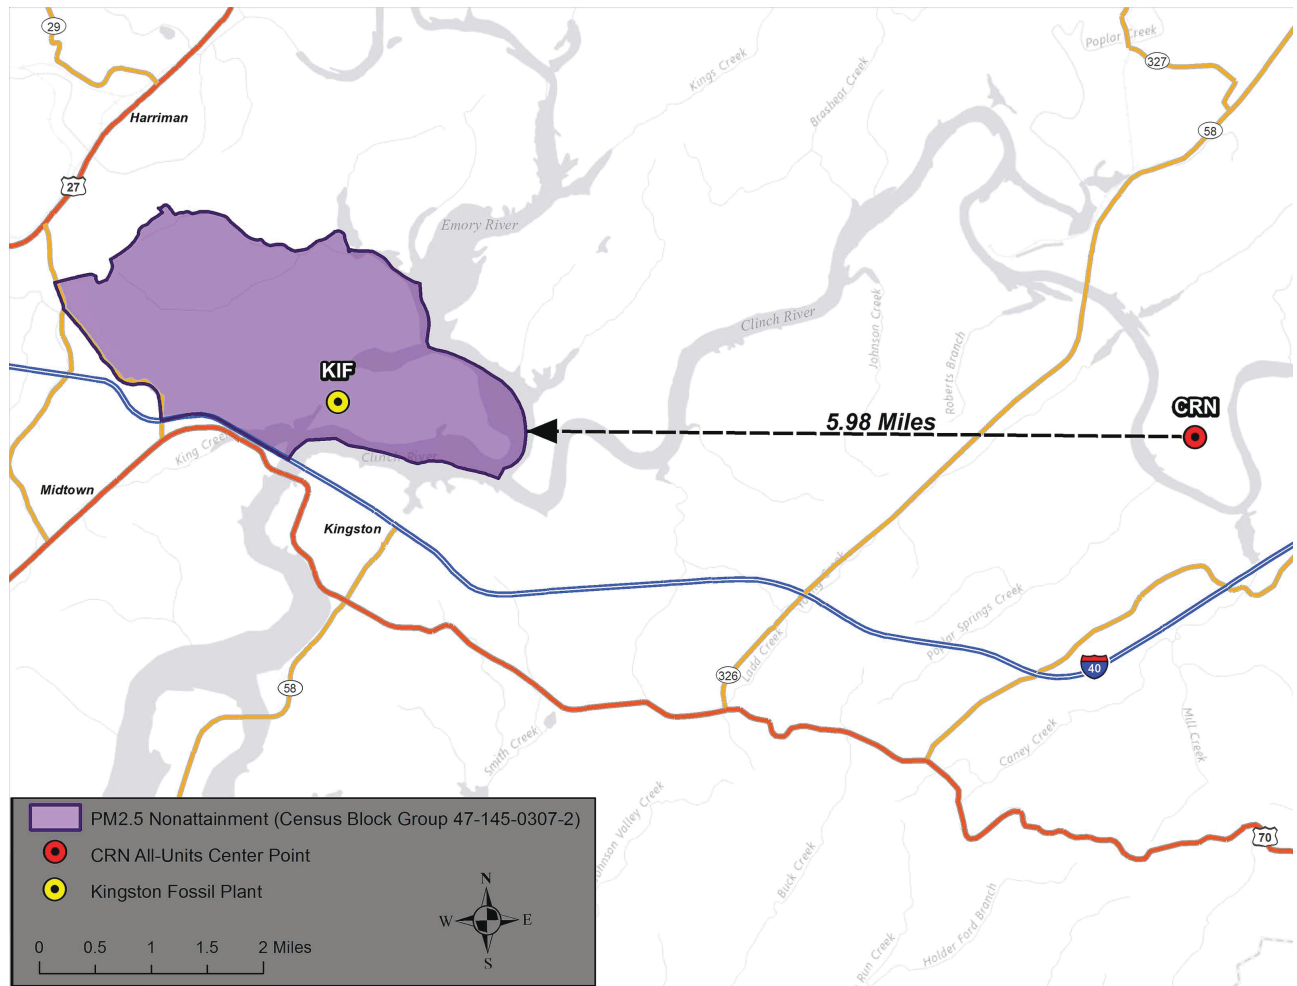 29
Poplar Creek
327
Kings Creek
Brashear Creek
Harriman
58
27
Emory River
Clinch River
Johnson Creek
Roberts Branch
KIF
CRN
5.98 Miles
King Creek
Clinch River
Midtown
Kingston
Young Creek
Poplar Springs Creek
Lada Creek
40
326
58
Mill Creek
Caney Creek
Smith Creek
Johnson Valley Creek
Buck Creek
70
Holder Ford Branch
Run Creek
PM2.5 Nonattainment (Census Block Group 47-145-0307-2)
CRN All-Units Center Point
Kingston Fossil Plant
N
W E
S
0 0.5 1 1.5 2 Miles